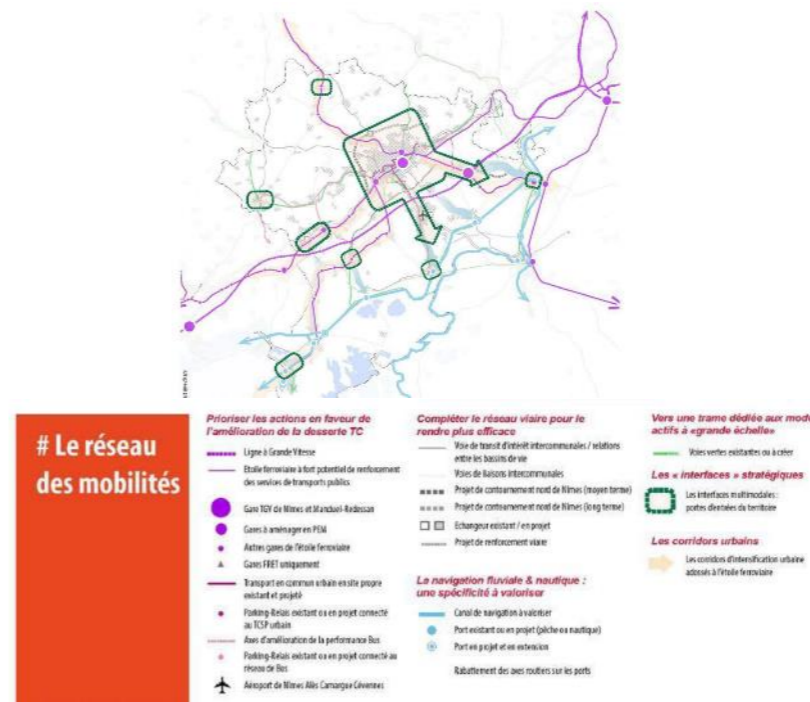 # Le réseau
des mobilités
Prioriser les actions en faveur de
l'amélioration de la desserte TC
Ligne à Grande Vitesse
Etoile ferroviaire à fort potentiel de renforcement
des services de transports publics
Gare TGV de Nîmes et Manduel-Redessan
Gares à aménager en PEM
Autres gares de l'étoile ferroviaire
Gares FRET uniquement
Transport en commun urbain en site propre
existant et projeté
Parking-Relais existant ou en projet connecté
au TCSP urbain
Axes d'amélioration de la performance Bus
Parking-Relais existant ou en projet connecté au
réseau de Bus
Aéroport de Nîmes Alès Camargue Cévennes
Compléter le réseau viaire pour le
rendre plus efficace
Voie de transit d'intérêt intercommunales / relations
entre les bassins de vie
Voies de liaisons intercommunales
Projet de contournement nord de Nîmes (moyen terme)
Projet de contournement nord de Nîmes (long terme)
Echangeur existant / en projet
Projet de renforcement viaire
La navigation fluviale & nautique :
une spécificité à valoriser
Canal de navigation à valoriser
Port existant ou en projet (pêche ou nautique)
Port en projet et en extension
Rabattement des axes routiers sur les ports
Vers une trame dédiée aux mode
actifs à «grande échelle»
Voies vertes existantes ou à créer
Les « interfaces » stratégiques
Les interfaces multimodales :
portes d'entrées du territoire
Les corridors urbains
Les corridors d'intensification urbaine
adossés à l'étoile ferroviaire